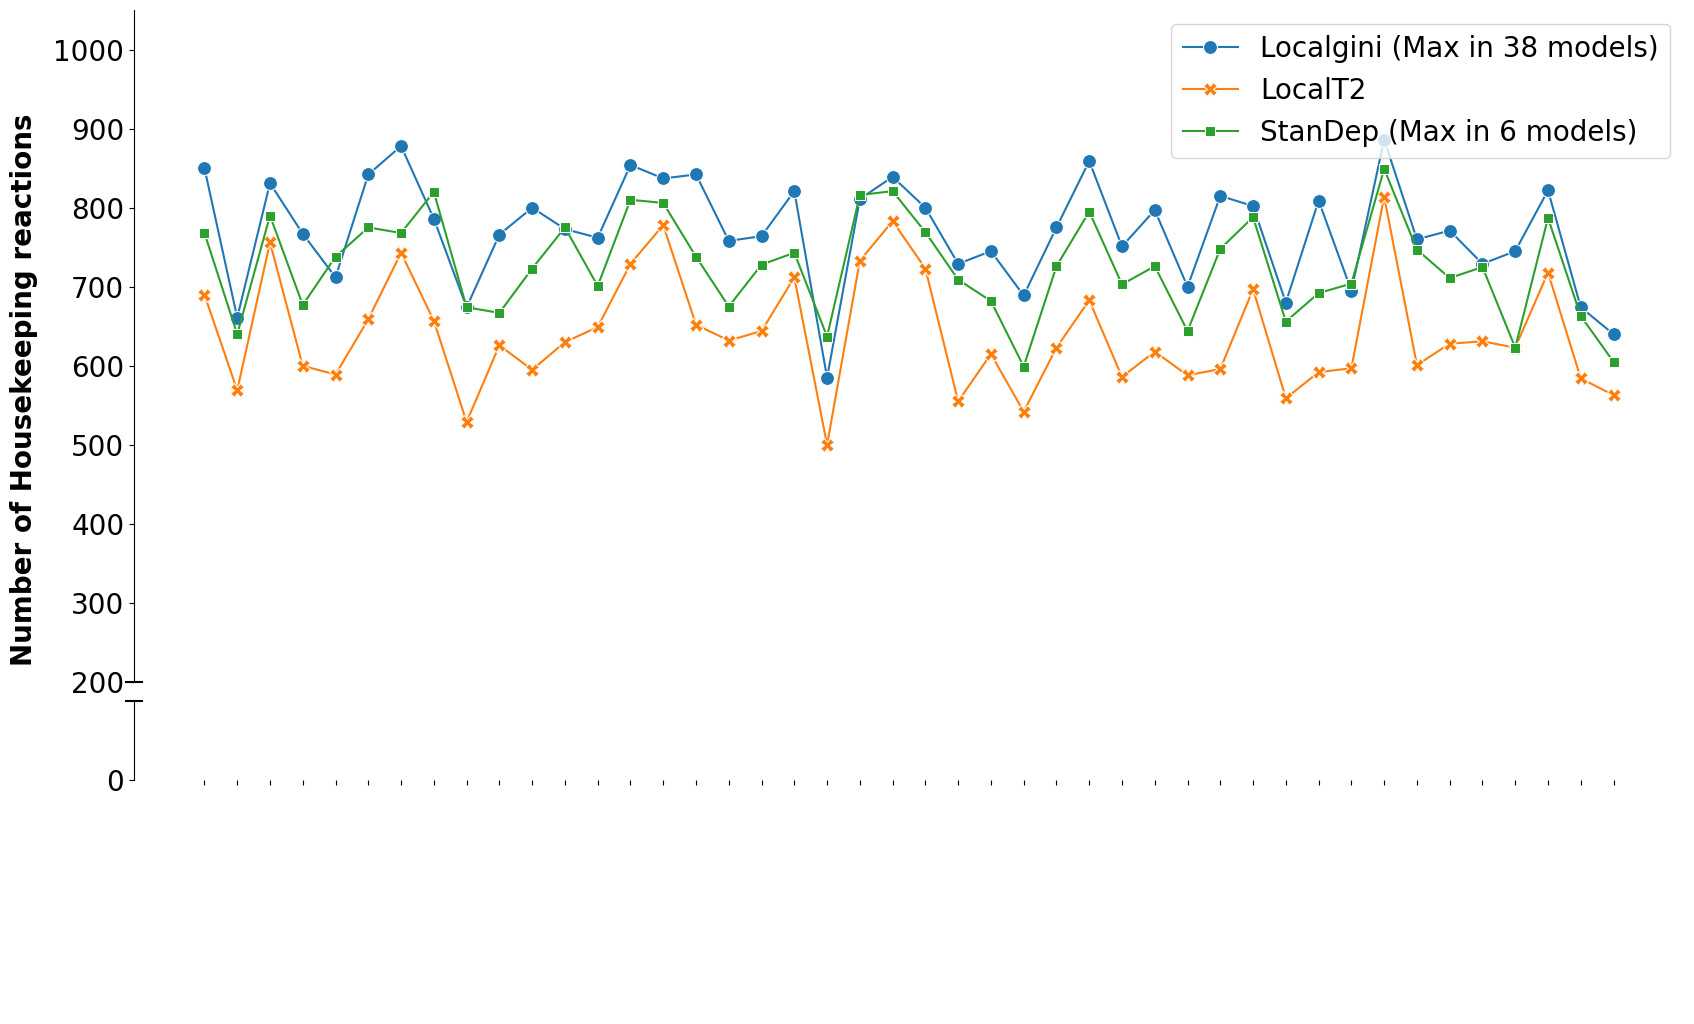 Number of Housekeeping reactions
1000
900
800
700
600
500
400
300
200
0
Localgini (Max in 38 models)
LocalT2
StanDep (Max in 6 models)